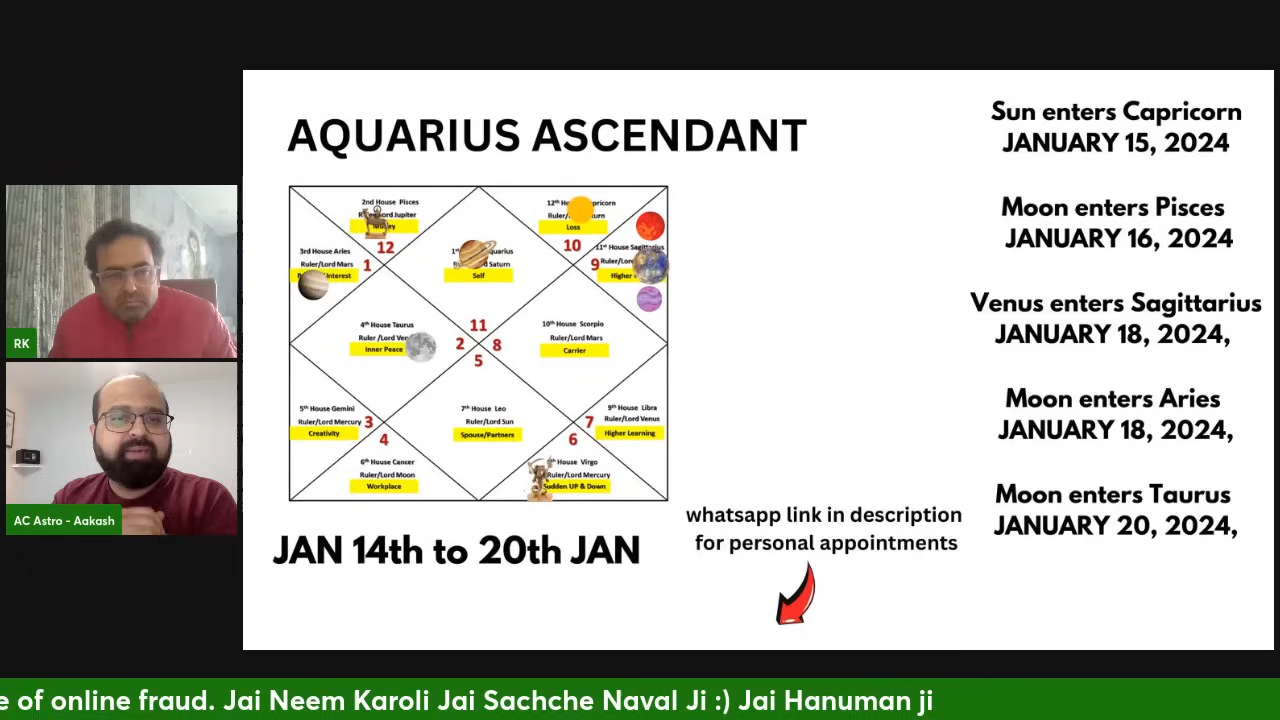 AQUARIUS ASCENDANT
2nd House Pisces
Jupiter
12
3rd House Aries
Ruler/Lord Mars
Interest
1
Saturn
Self
12th
Loss
10
11th House Sagittarius
9
Higher
4th House Taurus
Ruler /Lord
Inner Peace
11
2
8
5
10th House Scorpio
Ruler/Lord Mars
Carrier
5th House Gemini
Ruler/Lord Mercury
Creativity
3
4
7th House Leo
Ruler/Lord Sun
Spouse/Partners
9th House Libra
Ruler/Lord Venus
Higher Learning
7
6
6th House Cancer
Ruler/Lord Moon
Workplace
House Virgo
Ruler/Lord Mercury
Sudden UP & Down
JAN 14th to 20th JAN
whatsapp link in description
for personal appointments
Sun enters Capricorn
JANUARY 15, 2024
Moon enters Pisces
JANUARY 16, 2024
Venus enters Sagittarius
JANUARY 18, 2024,
Moon enters Aries
JANUARY 18, 2024,
Moon enters Taurus
JANUARY 20, 2024,
RK
AC Astro - Aakash
e of online fraud. Jai Neem Karoli Jai Sachche Naval Ji :) Jai Hanuman ji